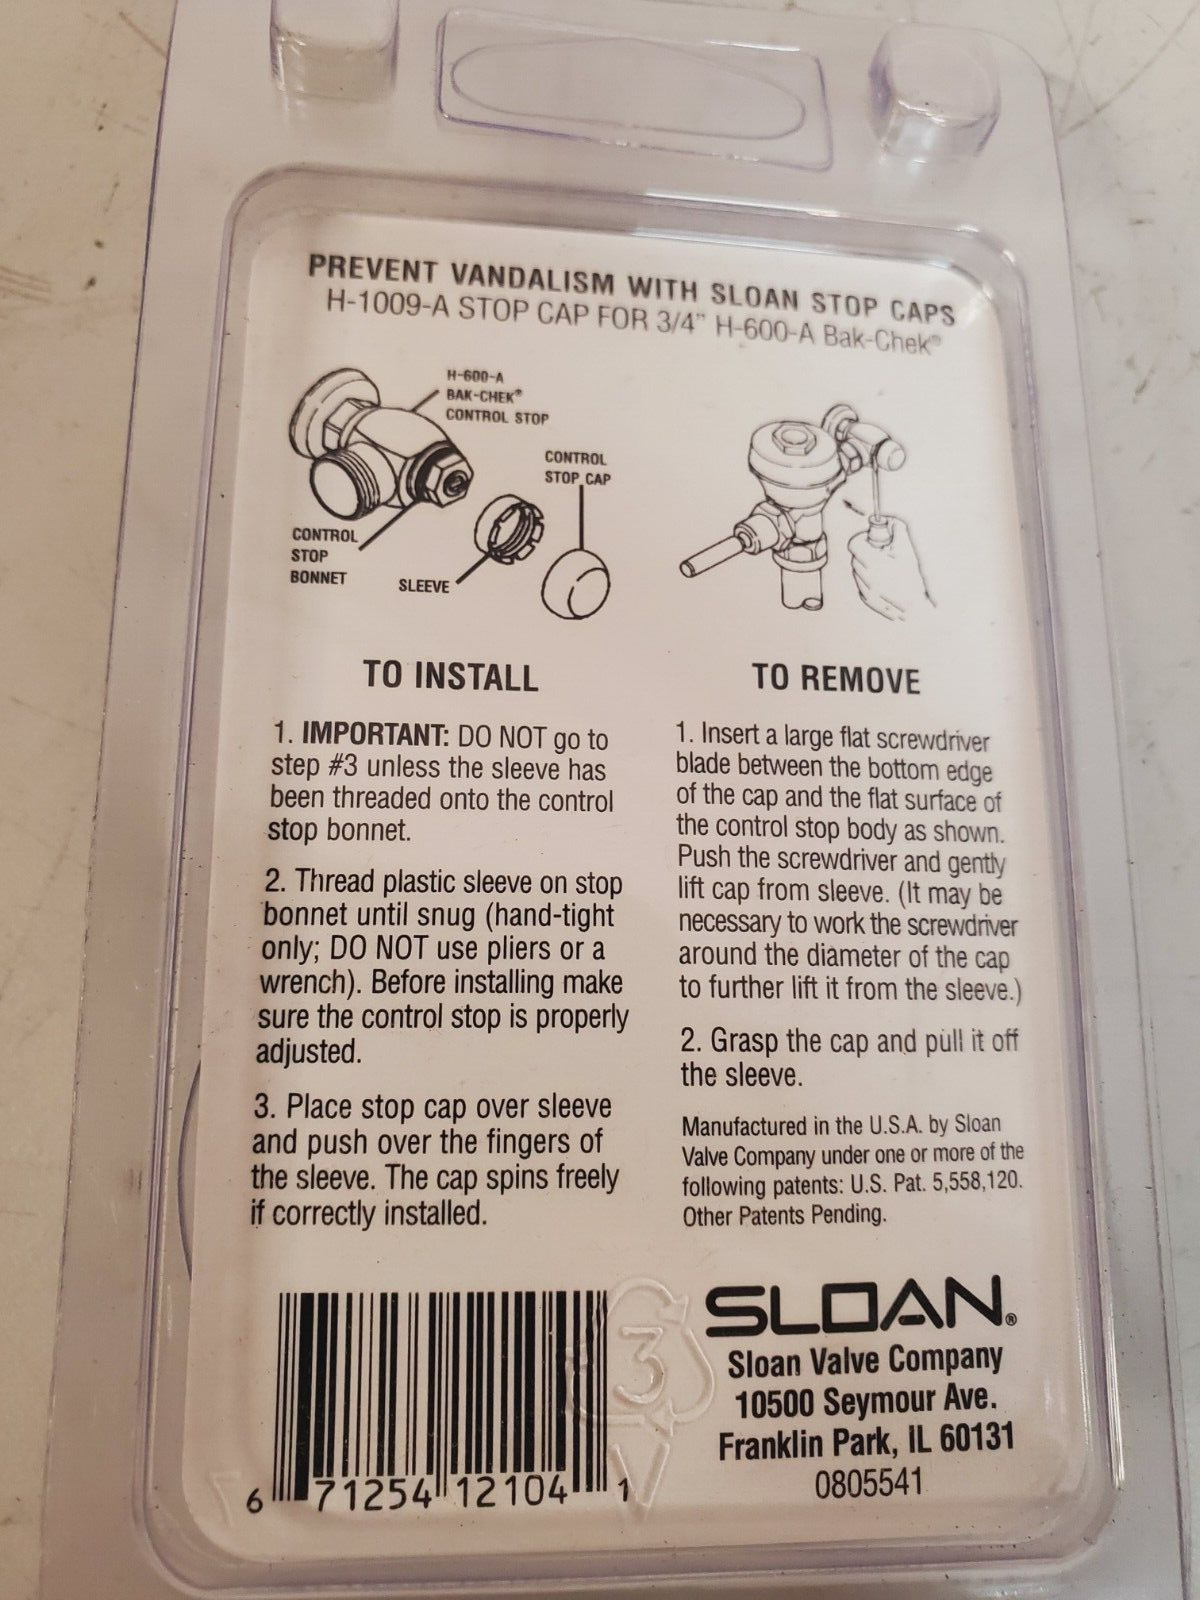 PREVENT VANDALISM WITH SLOAN STOP CAPS
H-1009-A STOP CAP FOR 3/4" H-600-A Bak-Chek®
H-600-A
BAK-CHEK®
CONTROL STOP
CONTROL
STOP CAP
CONTROL
STOP
BONNET
SLEEVE
TO INSTALL
1. IMPORTANT: DO NOT go to
step #3 unless the sleeve has
been threaded onto the control
stop bonnet.
2. Thread plastic sleeve on stop
bonnet until snug (hand-tight
only; DO NOT use pliers or a
wrench). Before installing make
sure the control stop is properly
adjusted.
3. Place stop cap over sleeve
and push over the fingers of
the sleeve. The cap spins freely
if correctly installed.
TO REMOVE
1. Insert a large flat screwdriver
blade between the bottom edge
of the cap and the flat surface of
the control stop body as shown.
Push the screwdriver and gently
lift cap from sleeve. (It may be
necessary to work the screwdriver
around the diameter of the cap
to further lift it from the sleeve.)
2. Grasp the cap and pull it off
the sleeve.
Manufactured in the U.S.A. by Sloan
Valve Company under one or more of the
following patents: U.S. Pat. 5,558,120.
Other Patents Pending.
6 71254 12104 1
3
V
SLOAN®
Sloan Valve Company
10500 Seymour Ave.
Franklin Park, IL 60131
0805541